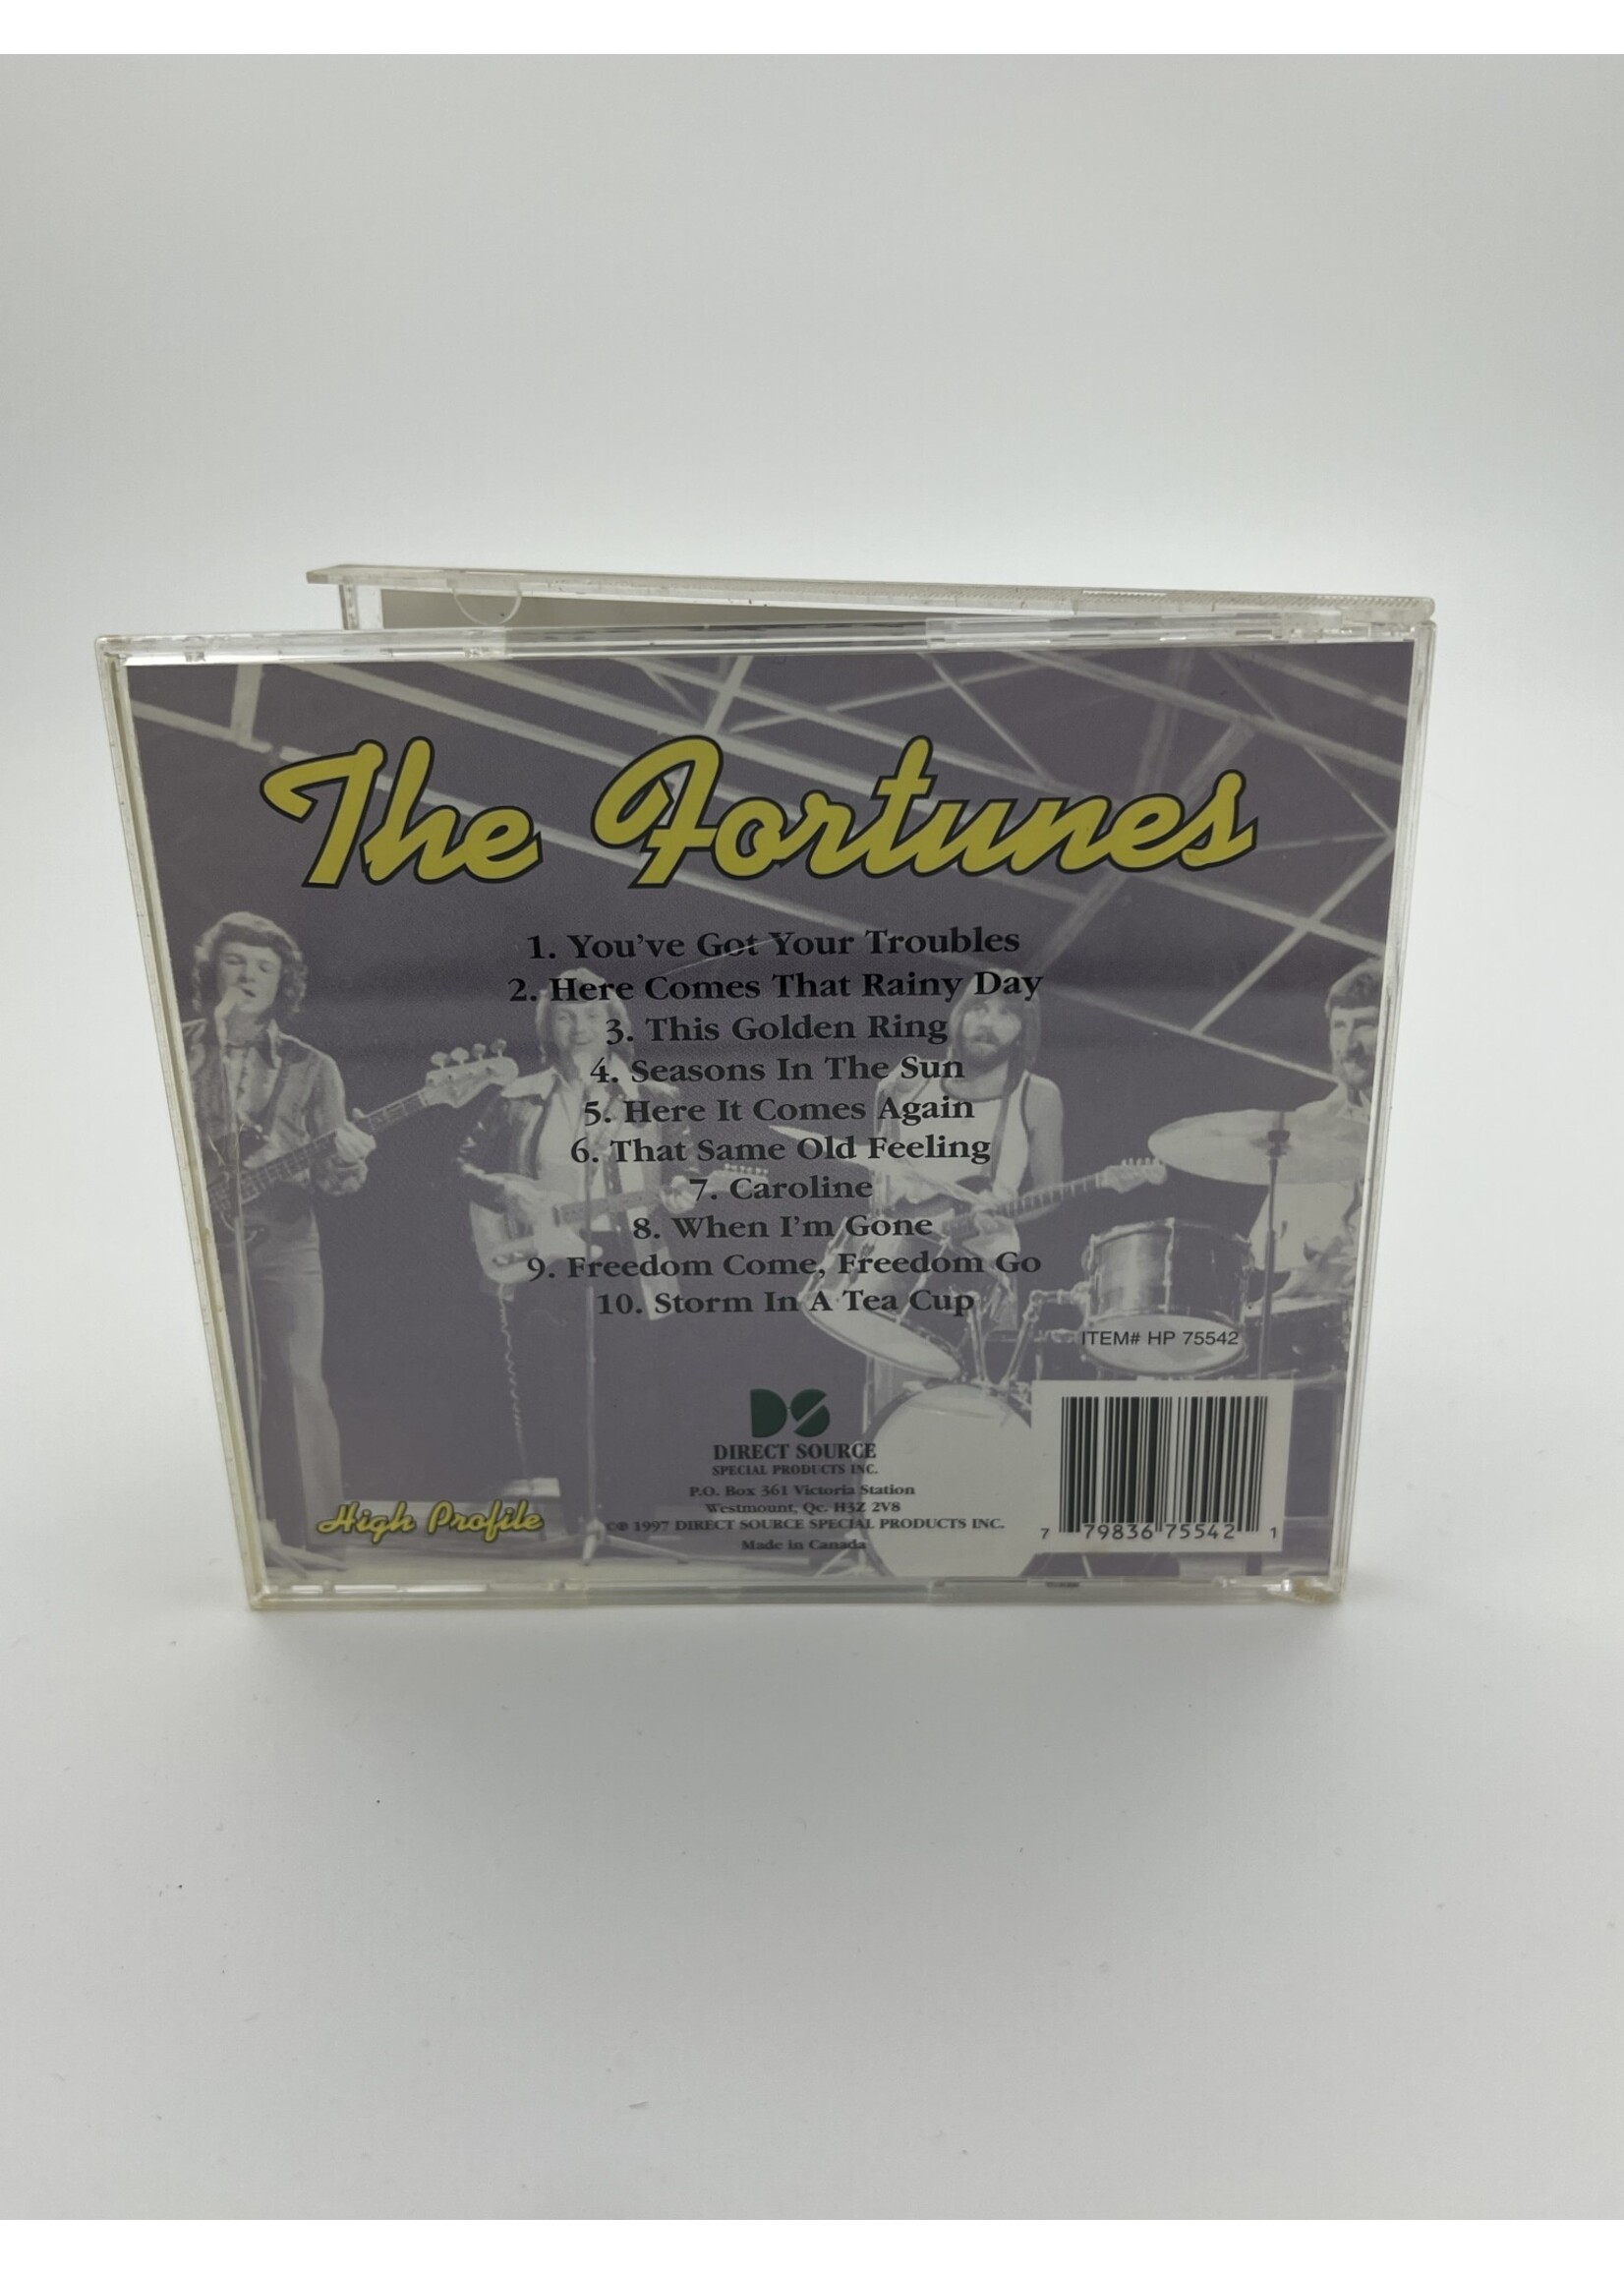 The Fortunes
1. You've Got Your Troubles
2. Here Comes That Rainy Day
3. This Golden Ring
4. Seasons In The Sun
5. Here It Comes Again
6. That Same Old Feeling
7. Caroline
8. When I'm Gone
9. Freedom Come, Freedom Go
10. Storm In A Tea Cup
ITEM# HP 75542
DS
DIRECT SOURCE
SPECIAL PRODUCTS INC.
P.O. Box 361 Victoria Station
Westmount, Qc. H3Z 2V8
©℗ 1997 DIRECT SOURCE SPECIAL PRODUCTS INC.
Made in Canada
High Profile
7 79836 75542 1